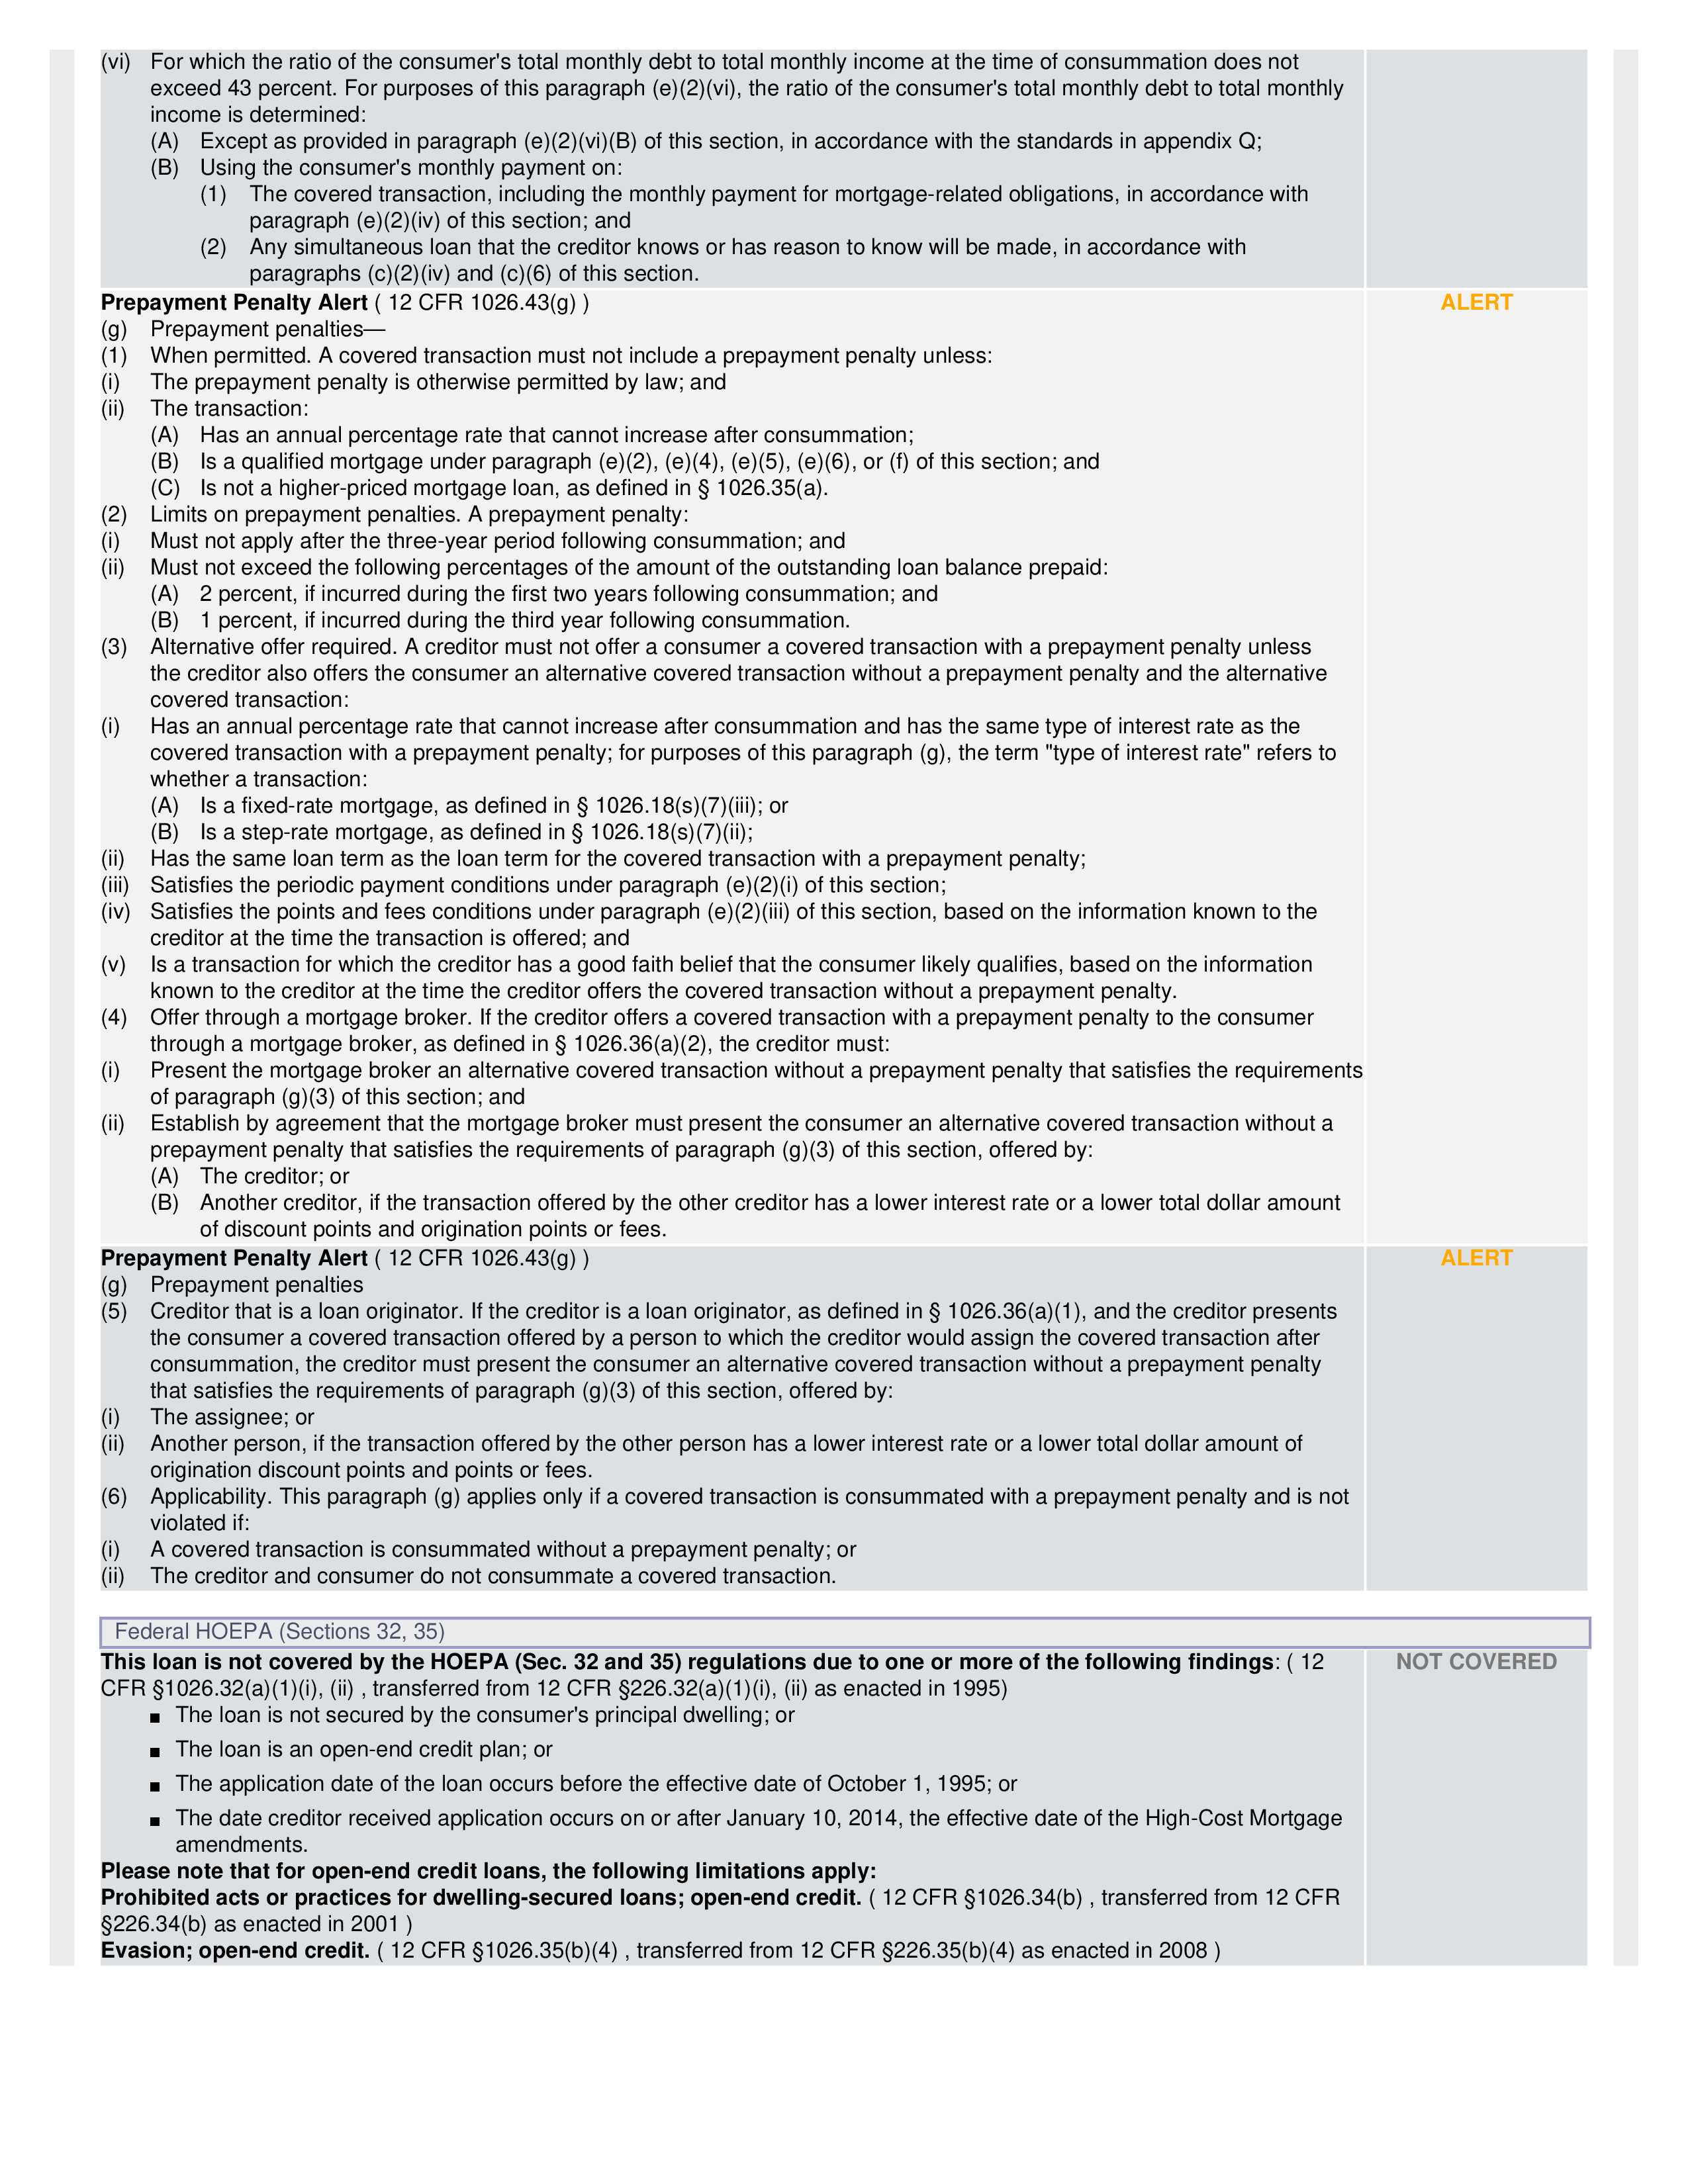 (vi) For which the ratio of the consumer's total monthly debt to total monthly income at the time of consummation does not
exceed 43 percent. For purposes of this paragraph (e)(2)(vi), the ratio of the consumer's total monthly debt to total monthly
income is determined:
(A) Except as provided in paragraph (e)(2)(vi)(B) of this section, in accordance with the standards in appendix Q;
(B) Using the consumer's monthly payment on:
(1) The covered transaction, including the monthly payment for mortgage-related obligations, in accordance with
paragraph (e)(2)(iv) of this section; and
(2) Any simultaneous loan that the creditor knows or has reason to know will be made, in accordance with
paragraphs (c)(2)(iv) and (c)(6) of this section.
Prepayment Penalty Alert ( 12 CFR 1026.43(g) ) ALERT
(g) Prepayment penalties—
(1) When permitted. A covered transaction must not include a prepayment penalty unless:
(i) The prepayment penalty is otherwise permitted by law; and
(ii) The transaction:
(A) Has an annual percentage rate that cannot increase after consummation;
(B) Is a qualified mortgage under paragraph (e)(2), (e)(4), (e)(5), (e)(6), or (f) of this section; and
(C) Is not a higher-priced mortgage loan, as defined in § 1026.35(a).
(2) Limits on prepayment penalties. A prepayment penalty:
(i) Must not apply after the three-year period following consummation; and
(ii) Must not exceed the following percentages of the amount of the outstanding loan balance prepaid:
(A) 2 percent, if incurred during the first two years following consummation; and
(B) 1 percent, if incurred during the third year following consummation.
(3) Alternative offer required. A creditor must not offer a consumer a covered transaction with a prepayment penalty unless
the creditor also offers the consumer an alternative covered transaction without a prepayment penalty and the alternative
covered transaction:
(i) Has an annual percentage rate that cannot increase after consummation and has the same type of interest rate as the
covered transaction with a prepayment penalty; for purposes of this paragraph (g), the term "type of interest rate" refers to
whether a transaction:
(A) Is a fixed-rate mortgage, as defined in § 1026.18(s)(7)(iii); or
(B) Is a step-rate mortgage, as defined in § 1026.18(s)(7)(ii);
(ii) Has the same loan term as the loan term for the covered transaction with a prepayment penalty;
(iii) Satisfies the periodic payment conditions under paragraph (e)(2)(i) of this section;
(iv) Satisfies the points and fees conditions under paragraph (e)(2)(iii) of this section, based on the information known to the
creditor at the time the transaction is offered; and
(v) Is a transaction for which the creditor has a good faith belief that the consumer likely qualifies, based on the information
known to the creditor at the time the creditor offers the covered transaction without a prepayment penalty.
(4) Offer through a mortgage broker. If the creditor offers a covered transaction with a prepayment penalty to the consumer
through a mortgage broker, as defined in § 1026.36(a)(2), the creditor must:
(i) Present the mortgage broker an alternative covered transaction without a prepayment penalty that satisfies the requirements
of paragraph (g)(3) of this section; and
(ii) Establish by agreement that the mortgage broker must present the consumer an alternative covered transaction without a
prepayment penalty that satisfies the requirements of paragraph (g)(3) of this section, offered by:
(A) The creditor; or
(B) Another creditor, if the transaction offered by the other creditor has a lower interest rate or a lower total dollar amount
of discount points and origination points or fees.
Prepayment Penalty Alert ( 12 CFR 1026.43(g) ) ALERT
(g) Prepayment penalties
(5) Creditor that is a loan originator. If the creditor is a loan originator, as defined in § 1026.36(a)(1), and the creditor presents
the consumer a covered transaction offered by a person to which the creditor would assign the covered transaction after
consummation, the creditor must present the consumer an alternative covered transaction without a prepayment penalty
that satisfies the requirements of paragraph (g)(3) of this section, offered by:
(i) The assignee; or
(ii) Another person, if the transaction offered by the other person has a lower interest rate or a lower total dollar amount of
origination discount points and points or fees.
(6) Applicability. This paragraph (g) applies only if a covered transaction is consummated with a prepayment penalty and is not
violated if:
(i) A covered transaction is consummated without a prepayment penalty; or
(ii) The creditor and consumer do not consummate a covered transaction.
Federal HOEPA (Sections 32, 35)
This loan is not covered by the HOEPA (Sec. 32 and 35) regulations due to one or more of the following findings: ( 12 NOT COVERED
CFR §1026.32(a)(1)(i), (ii) , transferred from 12 CFR §226.32(a)(1)(i), (ii) as enacted in 1995)
■ The loan is not secured by the consumer's principal dwelling; or
■ The loan is an open-end credit plan; or
■ The application date of the loan occurs before the effective date of October 1, 1995; or
■ The date creditor received application occurs on or after January 10, 2014, the effective date of the High-Cost Mortgage
amendments.
Please note that for open-end credit loans, the following limitations apply:
Prohibited acts or practices for dwelling-secured loans; open-end credit. ( 12 CFR §1026.34(b) , transferred from 12 CFR
§226.34(b) as enacted in 2001 )
Evasion; open-end credit. ( 12 CFR §1026.35(b)(4) , transferred from 12 CFR §226.35(b)(4) as enacted in 2008 )